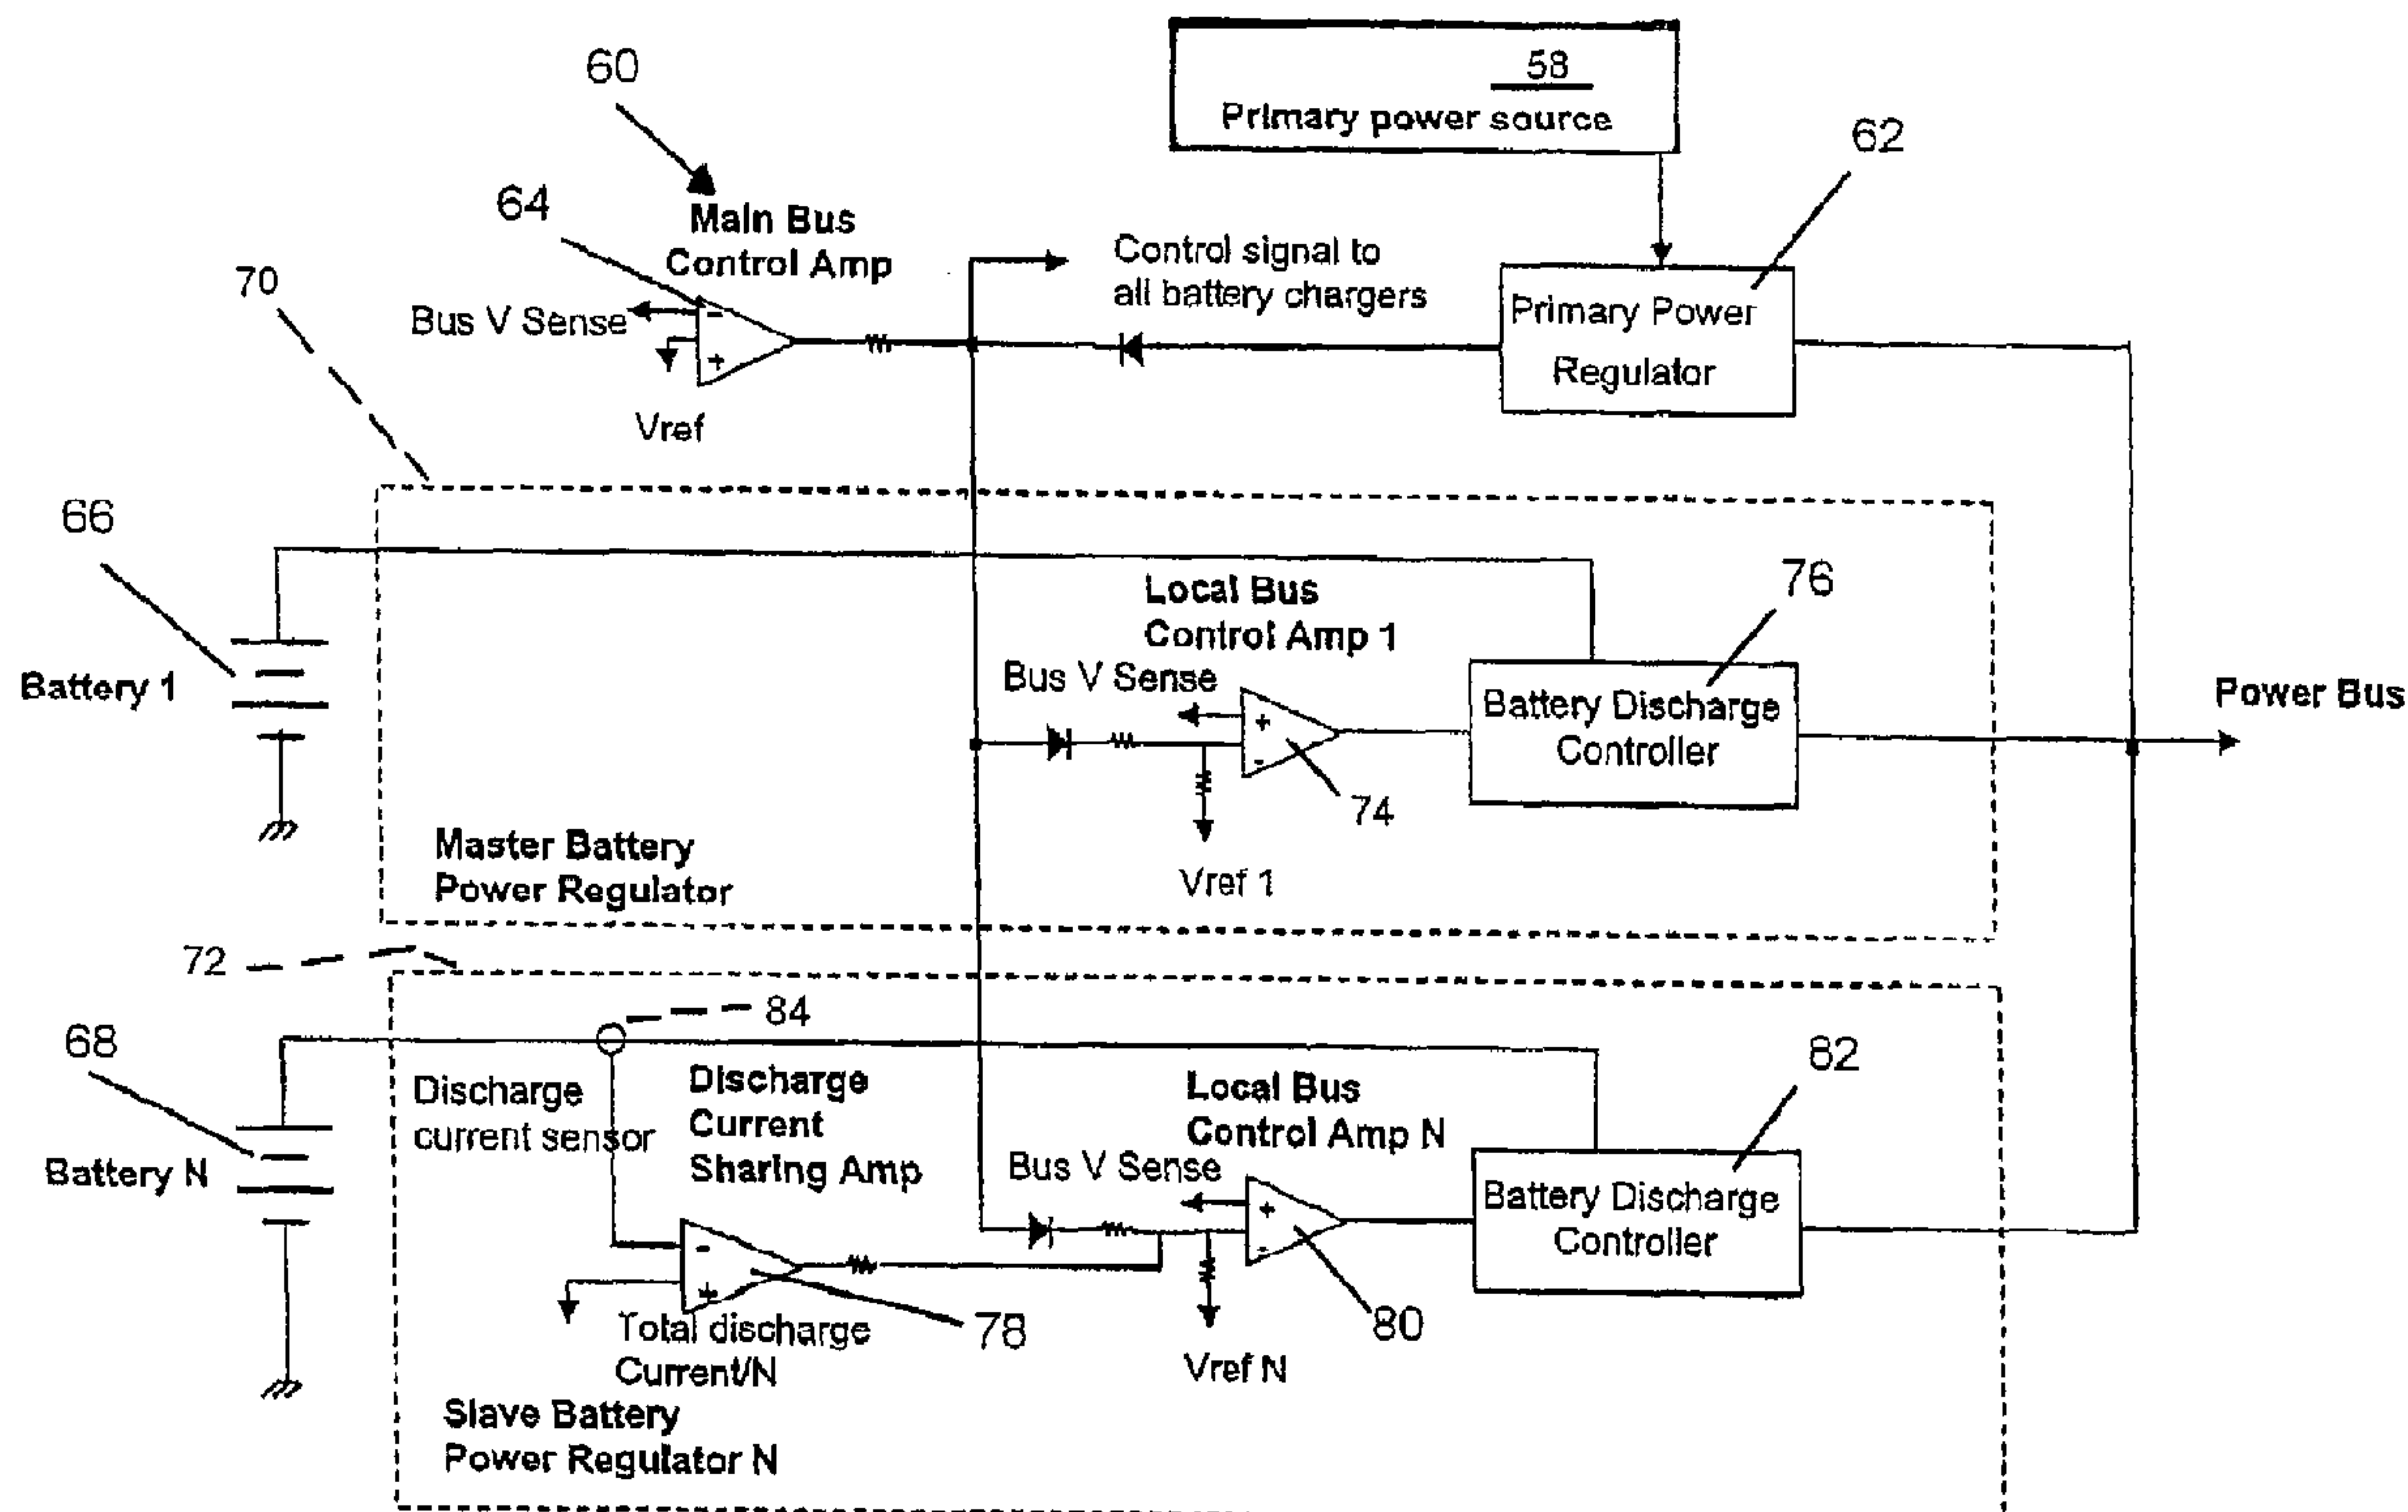 60
58
Primary power source
62
64
Main Bus
Control Amp
70
Bus V Sense
-
+
Vref
Control signal to
all battery chargers
Primary Power
Regulator
66
Battery 1
Local Bus
Control Amp 1
76
Bus V Sense
+
-
74
Battery Discharge
Controller
Power Bus
Vref 1
Master Battery
Power Regulator
72
84
68
Battery N
Discharge
current sensor
Discharge
Current
Sharing Amp
Local Bus
Control Amp N
82
Bus V Sense
+
-
80
Battery Discharge
Controller
-
+
78
Total discharge
Current/N
Vref N
Slave Battery
Power Regulator N